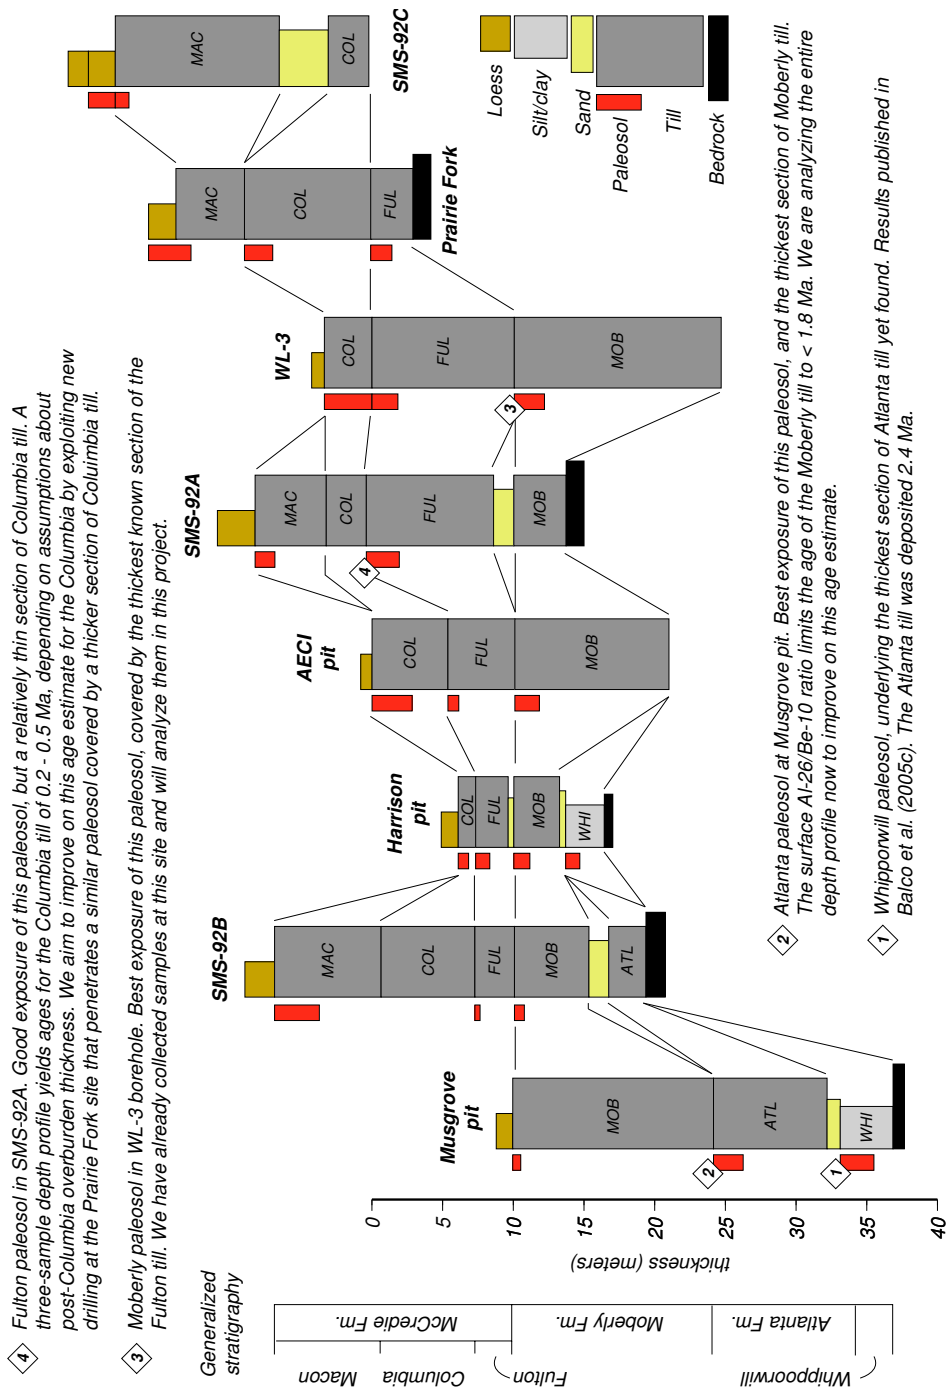 4
Fulton paleosol in SMS-92A. Good exposure of this paleosol, but a relatively thin section of Columbia till. A
three-sample depth profile yields ages for the Columbia till of 0.2 - 0.5 Ma, depending on assumptions about
post-Columbia overburden thickness. We aim to improve on this age estimate for the Columbia by exploiting new
drilling at the Prairie Fork site that penetrates a similar paleosol covered by a thicker section of Coluimbia till.
3
Moberly paleosol in WL-3 borehole. Best exposure of this paleosol, covered by the thickest known section of the
Fulton till. We have already collected samples at this site and will analyze them in this project.
Generalized
stratigraphy
Macon
Columbia
Fulton
Whippoorwill
McCredie Fm.
Moberly Fm.
Atlanta Fm.
thickness (meters)
0
5
10
15
20
25
30
35
40
Musgrove
pit
MOB
ATL
WHI
2
1
SMS-92B
MAC
COL
FUL
MOB
ATL
Harrison
pit
COL
FUL
MOB
WHI
AECI
pit
COL
FUL
MOB
SMS-92A
MAC
COL
FUL
MOB
4
WL-3
COL
FUL
MOB
3
Prairie Fork
MAC
COL
FUL
SMS-92C
MAC
COL
Loess
Silt/clay
Sand
Paleosol
Till
Bedrock
2
Atlanta paleosol at Musgrove pit. Best exposure of this paleosol, and the thickest section of Moberly till.
The surface Al-26/Be-10 ratio limits the age of the Moberly till to < 1.8 Ma. We are analyzing the entire
depth profile now to improve on this age estimate.
1
Whipporwill paleosol, underlying the thickest section of Atlanta till yet found. Results published in
Balco et al. (2005c). The Atlanta till was deposited 2.4 Ma.